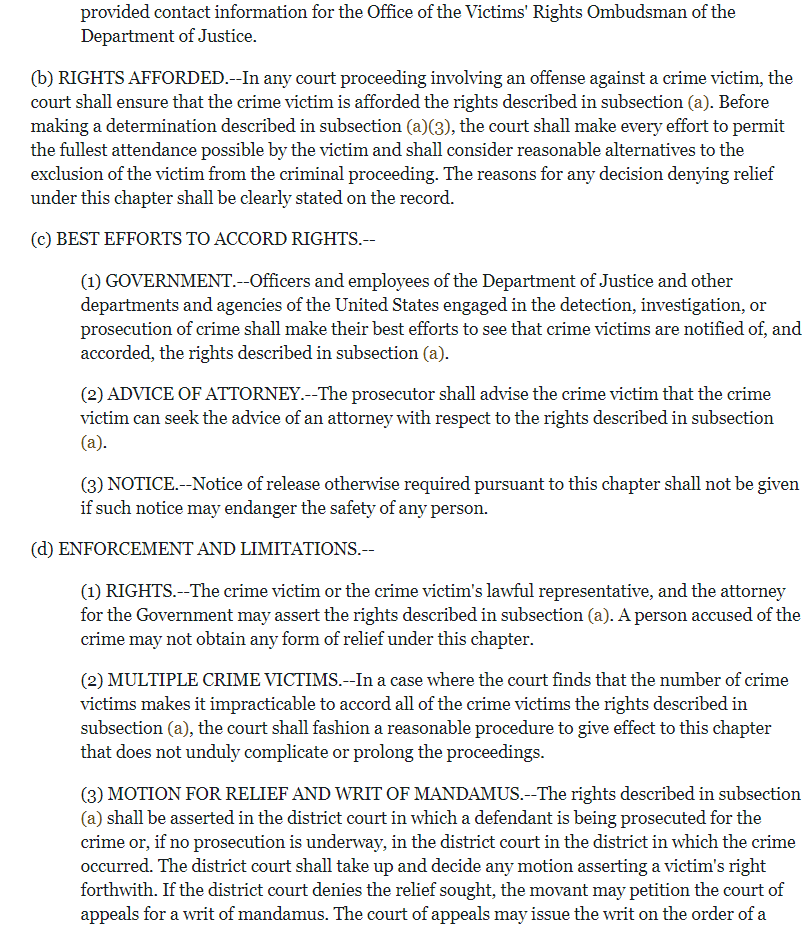 provided contact information for the Office of the Victims' Rights Ombudsman of the
Department of Justice.
(b) RIGHTS AFFORDED.--In any court proceeding involving an offense against a crime victim, the
court shall ensure that the crime victim is afforded the rights described in subsection (a). Before
making a determination described in subsection (a)(3), the court shall make every effort to permit
the fullest attendance possible by the victim and shall consider reasonable alternatives to the
exclusion of the victim from the criminal proceeding. The reasons for any decision denying relief
under this chapter shall be clearly stated on the record.
(c) BEST EFFORTS TO ACCORD RIGHTS.--
(1) GOVERNMENT.--Officers and employees of the Department of Justice and other
departments and agencies of the United States engaged in the detection, investigation, or
prosecution of crime shall make their best efforts to see that crime victims are notified of, and
accorded, the rights described in subsection (a).
(2) ADVICE OF ATTORNEY.--The prosecutor shall advise the crime victim that the crime
victim can seek the advice of an attorney with respect to the rights described in subsection
(a).
(3) NOTICE.--Notice of release otherwise required pursuant to this chapter shall not be given
if such notice may endanger the safety of any person.
(d) ENFORCEMENT AND LIMITATIONS.--
(1) RIGHTS.--The crime victim or the crime victim's lawful representative, and the attorney
for the Government may assert the rights described in subsection (a). A person accused of the
crime may not obtain any form of relief under this chapter.
(2) MULTIPLE CRIME VICTIMS.--In a case where the court finds that the number of crime
victims makes it impracticable to accord all of the crime victims the rights described in
subsection (a), the court shall fashion a reasonable procedure to give effect to this chapter
that does not unduly complicate or prolong the proceedings.
(3) MOTION FOR RELIEF AND WRIT OF MANDAMUS.--The rights described in subsection
(a) shall be asserted in the district court in which a defendant is being prosecuted for the
crime or, if no prosecution is underway, in the district court in the district in which the crime
occurred. The district court shall take up and decide any motion asserting a victim's right
forthwith. If the district court denies the relief sought, the movant may petition the court of
appeals for a writ of mandamus. The court of appeals may issue the writ on the order of a